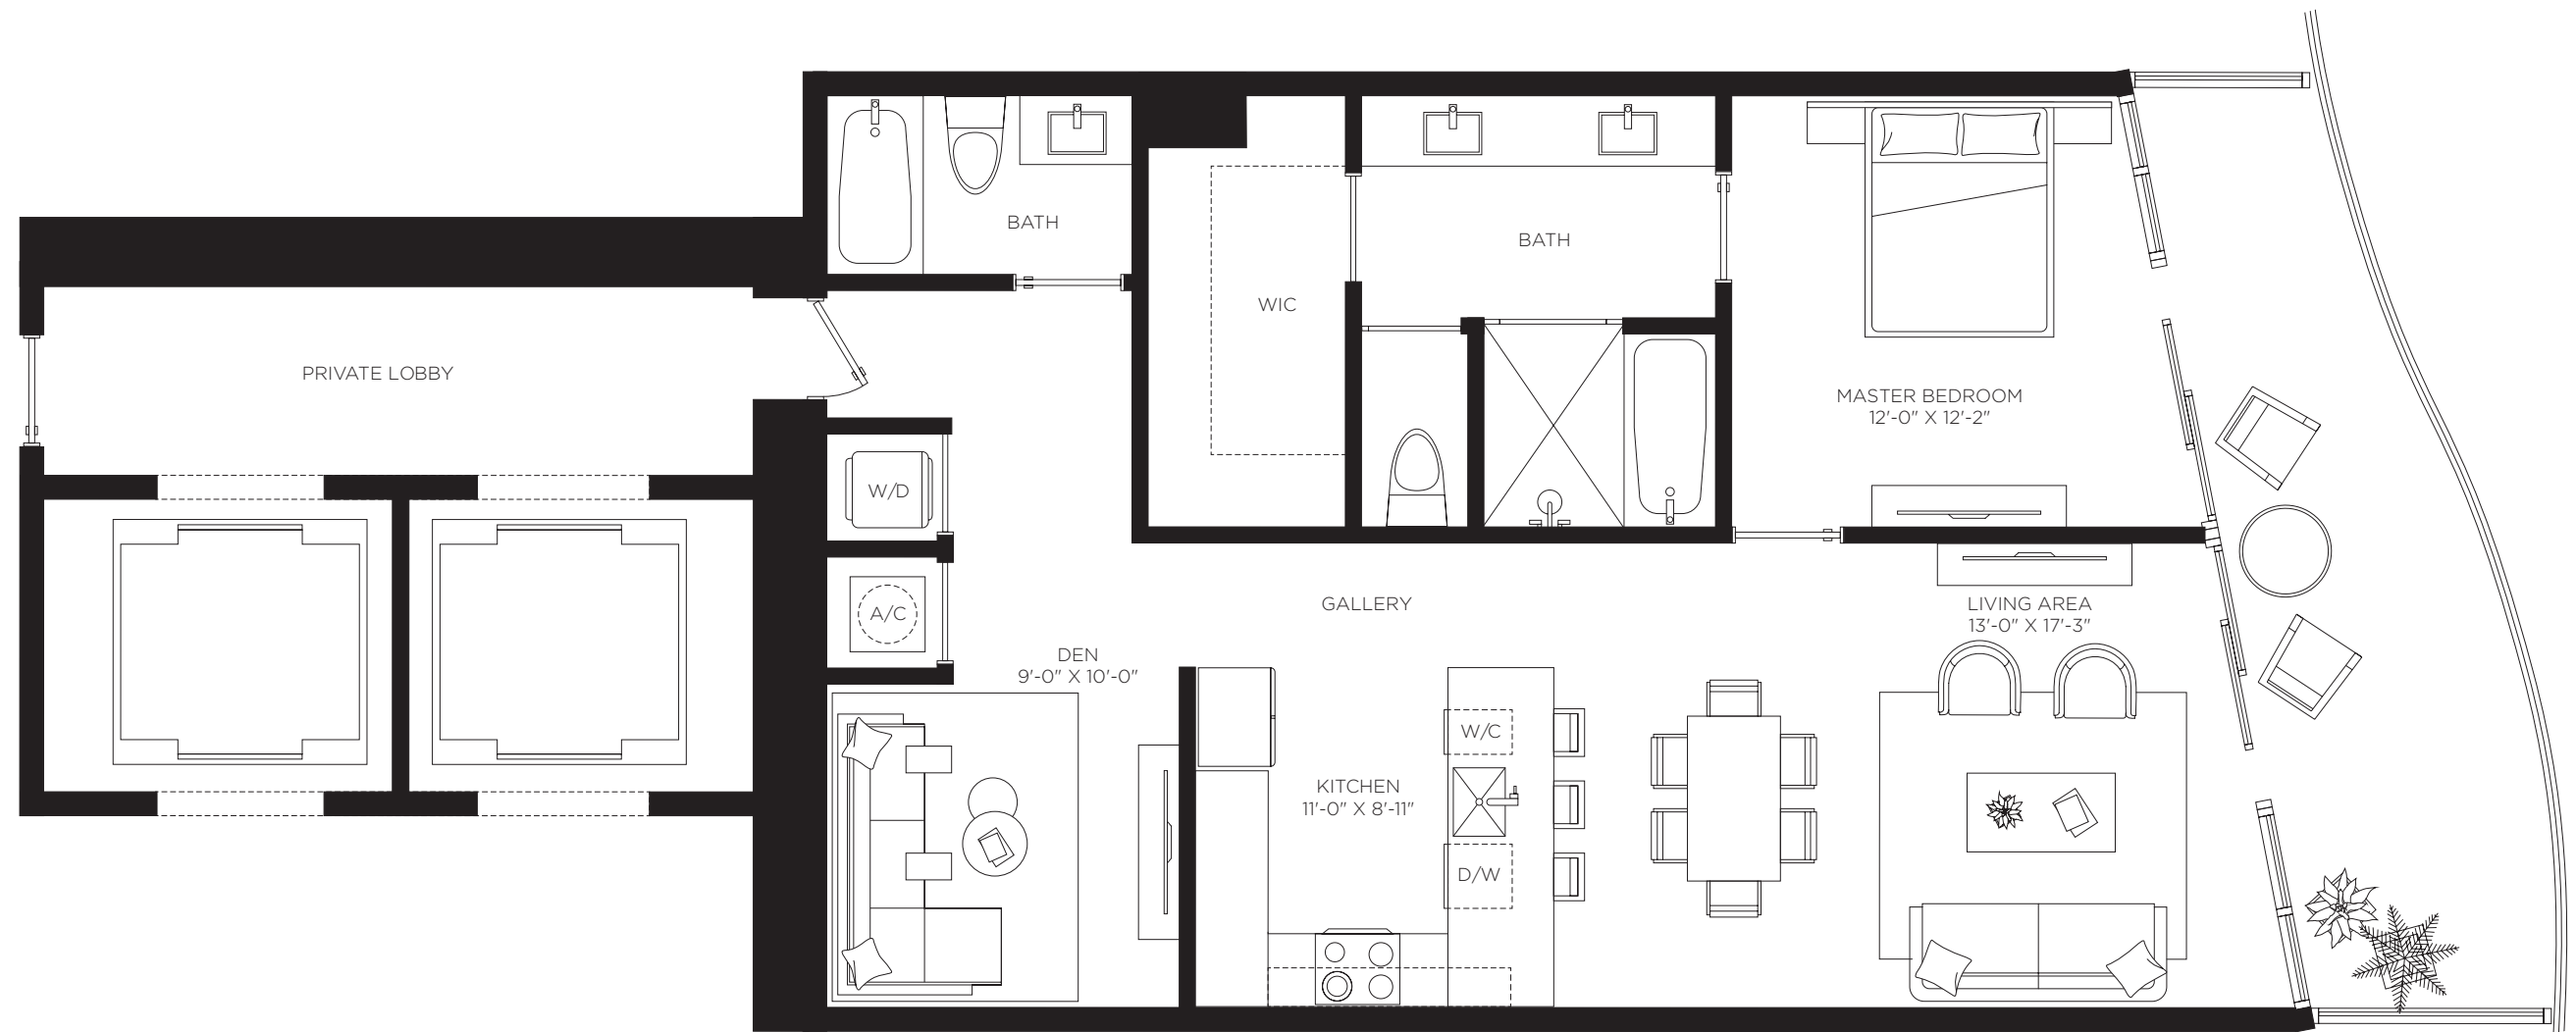 BATH
BATH
WIC
PRIVATE LOBBY
MASTER BEDROOM
12'-0" X 12'-2"
W/D
A/C
GALLERY
LIVING AREA
13'-0" X 17'-3"
DEN
9'-0" X 10'-0"
W/C
KITCHEN
11'-0" X 8'-11"
D/W